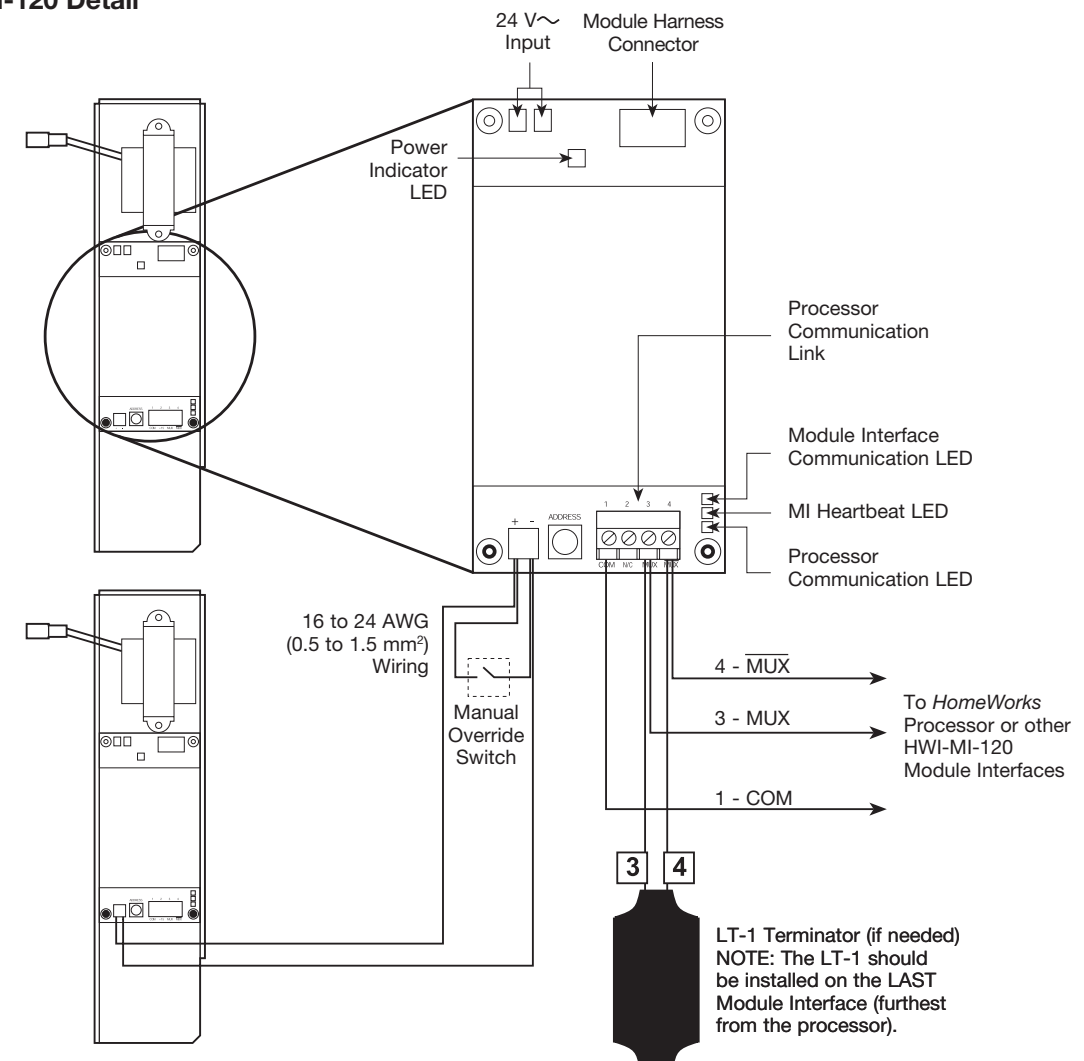 -120 Detail
24 V~
Input
Module Harness
Connector
Power
Indicator
LED
Processor
Communication
Link
Module Interface
Communication LED
MI Heartbeat LED
Processor
Communication LED
1 2 3 4
+ -
ADDRESS
COM N/C MUX MUX
16 to 24 AWG
(0.5 to 1.5 mm²)
Wiring
Manual
Override
Switch
4 - M̅U̅X̅
3 - MUX
1 - COM
To HomeWorks
Processor or other
HWI-MI-120
Module Interfaces
3 4
LT-1 Terminator (if needed)
NOTE: The LT-1 should
be installed on the LAST
Module Interface (furthest
from the processor).